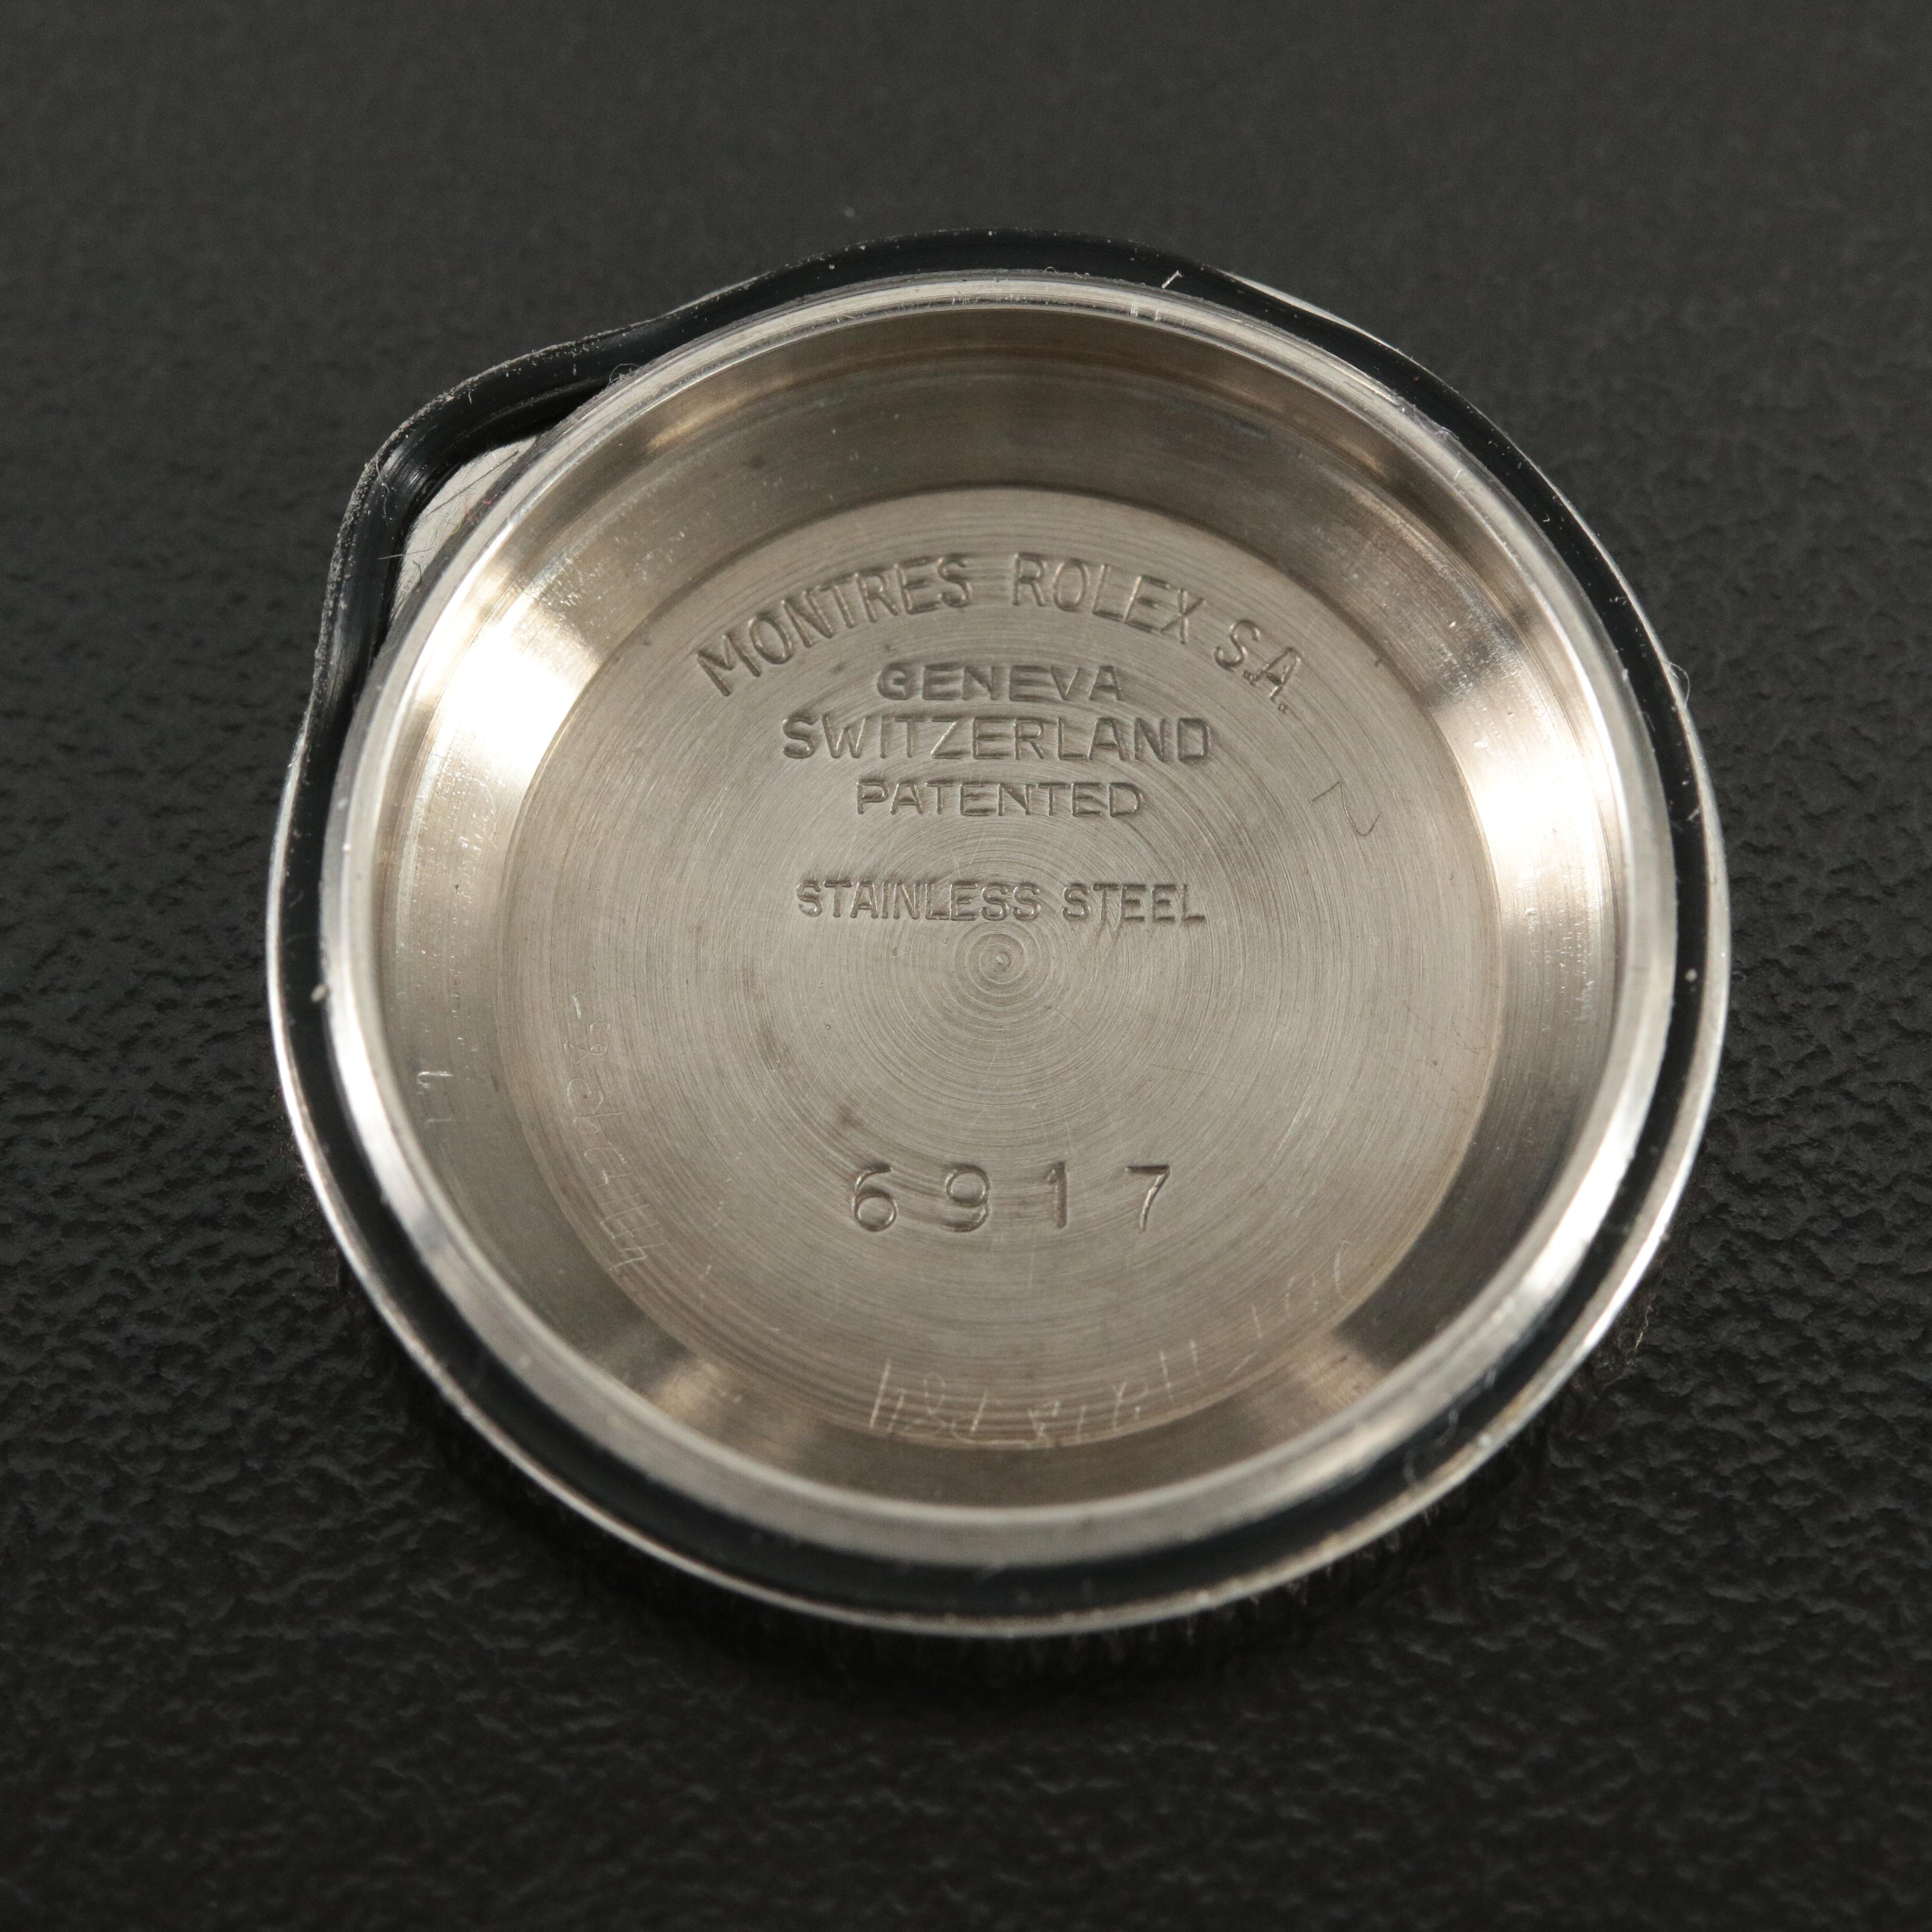 MONTRES ROLEX S.A.
GENEVA
SWITZERLAND
PATENTED
STAINLESS STEEL
6917